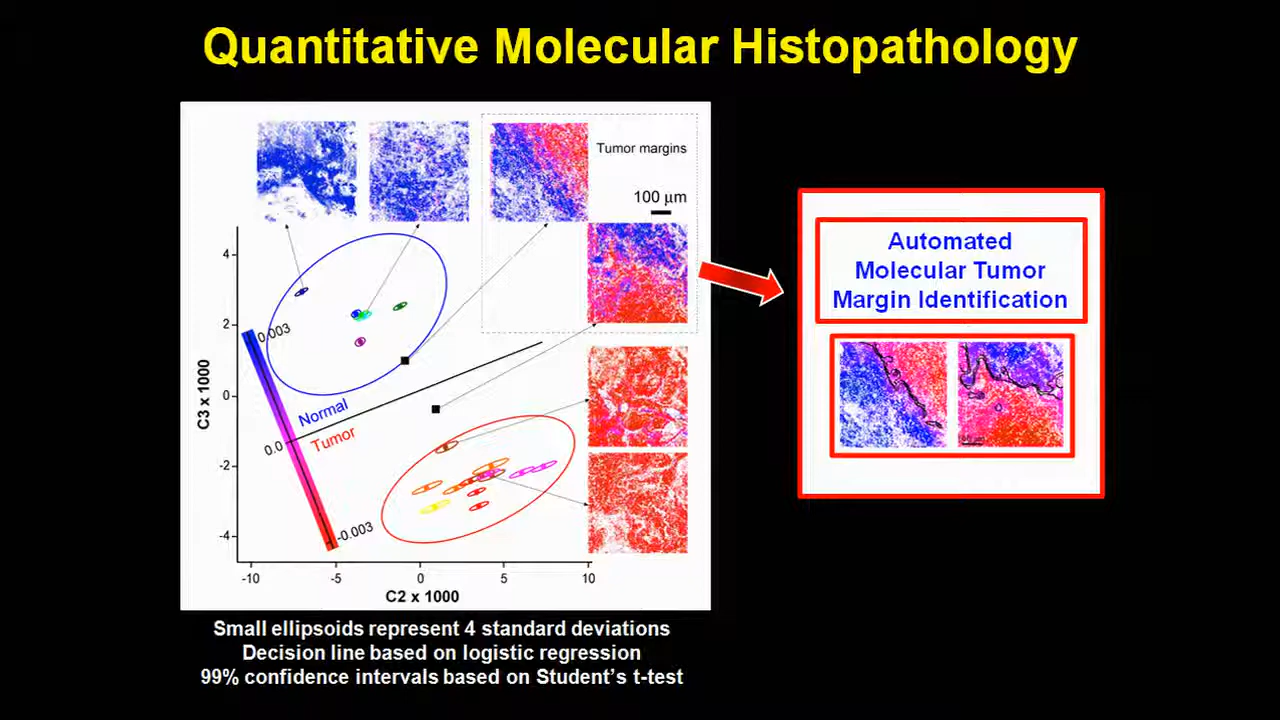 Quantitative Molecular Histopathology
Tumor margins
100 µm
4
2
0
-2
-4
C3 x 1000
0.003
0.0
-0.003
Normal
Tumor
-10
-5
0
5
10
C2 x 1000
Automated
Molecular Tumor
Margin Identification
Small ellipsoids represent 4 standard deviations
Decision line based on logistic regression
99% confidence intervals based on Student’s t-test